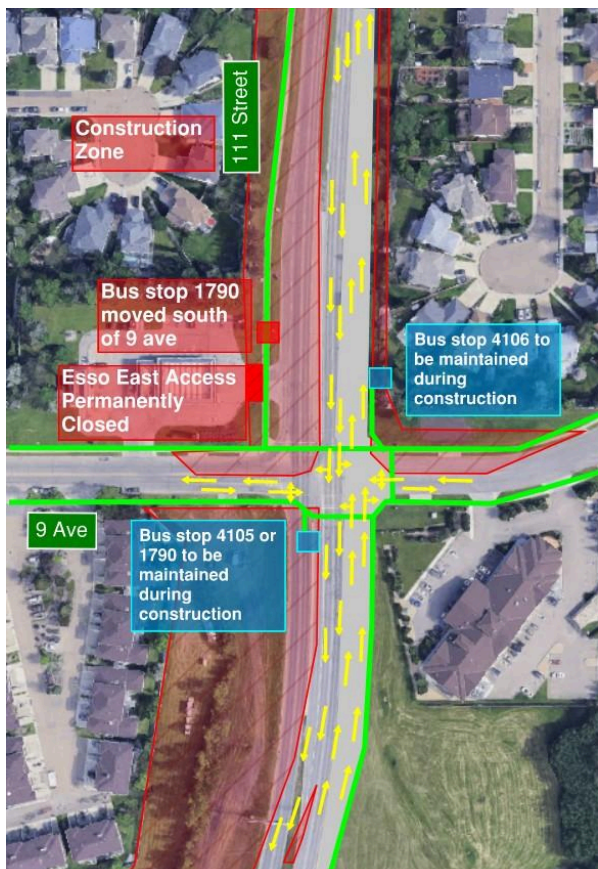 111 Street
Construction
Zone
Bus stop 1790
moved south
of 9 ave
Esso East Access
Permanently
Closed
Bus stop 4106 to
be maintained
during
construction
9 Ave
Bus stop 4105 or
1790 to be
maintained
during
construction